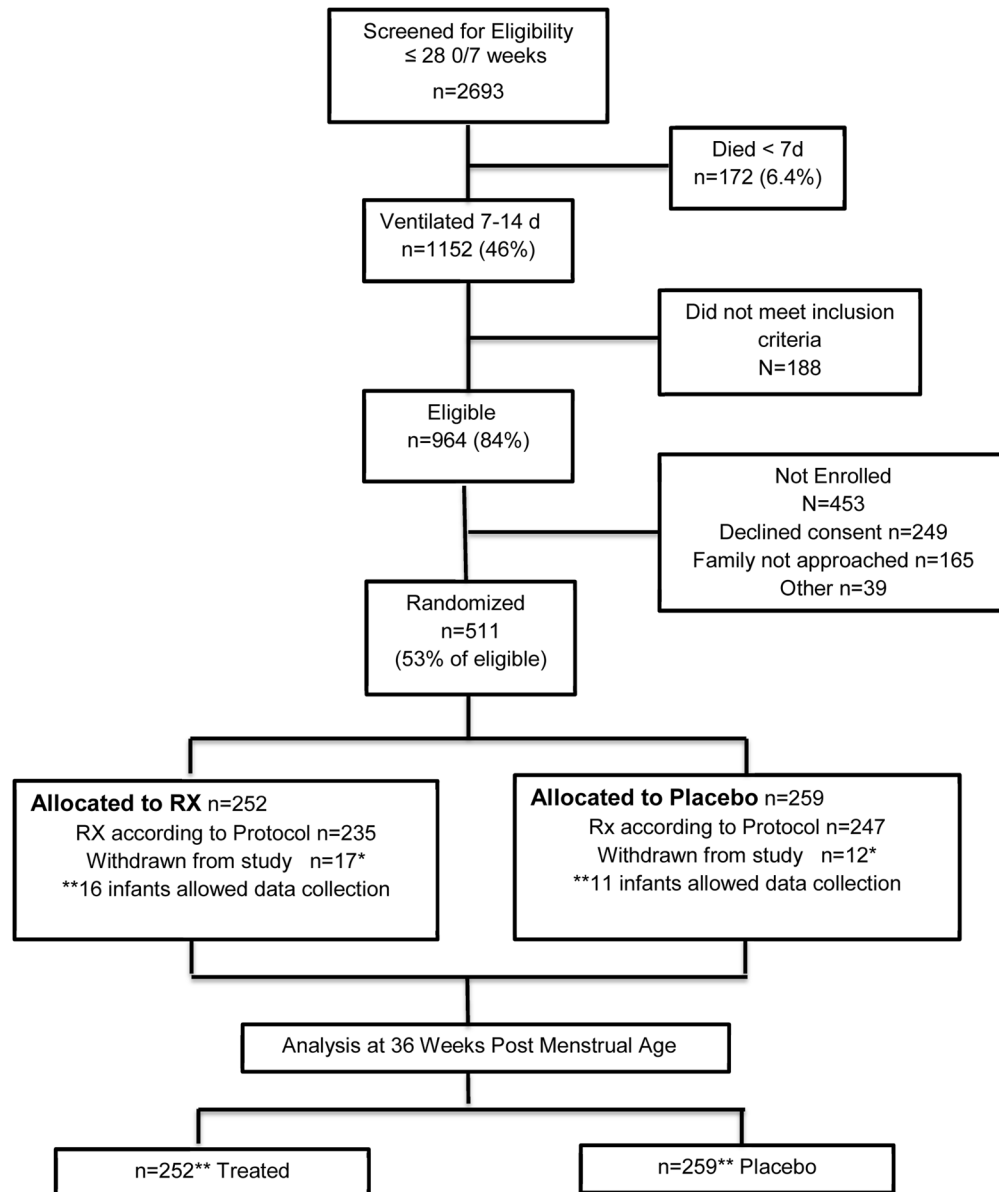 Screened for Eligibility
≤ 28 0/7 weeks
n=2693
Died < 7d
n=172 (6.4%)
Ventilated 7-14 d
n=1152 (46%)
Did not meet inclusion
criteria
N=188
Eligible
n=964 (84%)
Not Enrolled
N=453
Declined consent n=249
Family not approached n=165
Other n=39
Randomized
n=511
(53% of eligible)
Allocated to RX n=252
RX according to Protocol n=235
Withdrawn from study n=17*
**16 infants allowed data collection
Allocated to Placebo n=259
Rx according to Protocol n=247
Withdrawn from study n=12*
**11 infants allowed data collection
Analysis at 36 Weeks Post Menstrual Age
n=252** Treated
n=259** Placebo